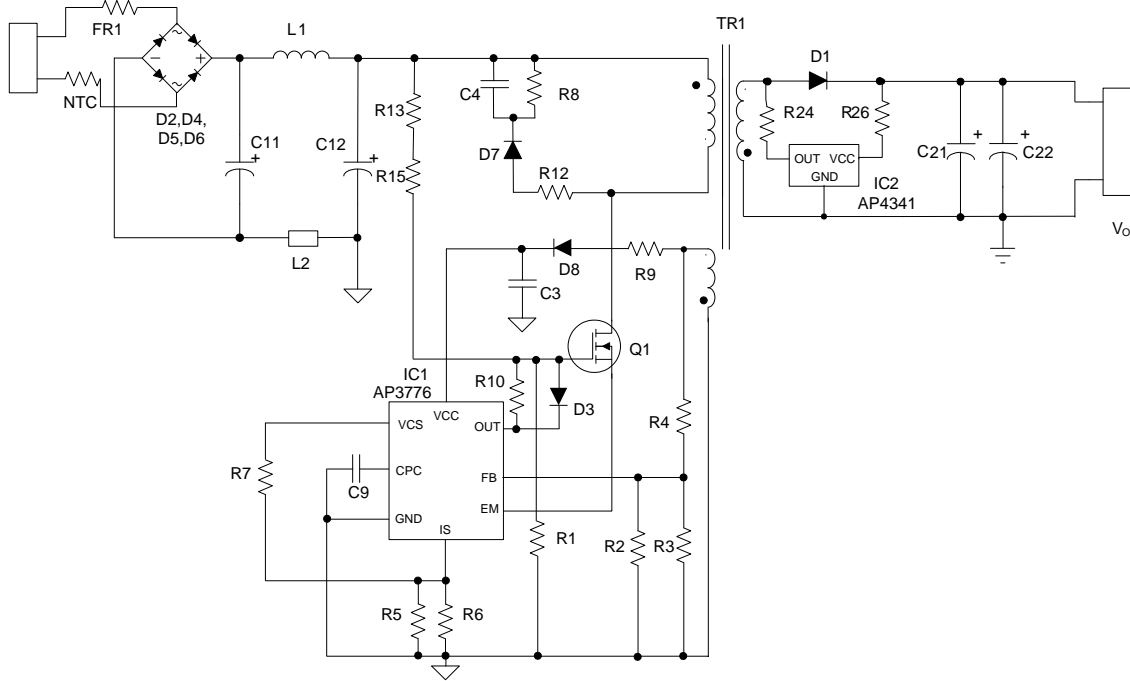 FR1
L1
TR1
D1
NTC
D2,D4,
D5,D6
C11
C12
R13
R15
C4
R8
D7
R12
R24
R26
OUT VCC
GND
IC2
AP4341
C21
C22
VO
L2
D8
R9
C3
Q1
IC1
AP3776
R10
D3
R4
VCC
VCS
OUT
R7
CPC
C9
FB
GND
EM
IS
R1
R2
R3
R5
R6